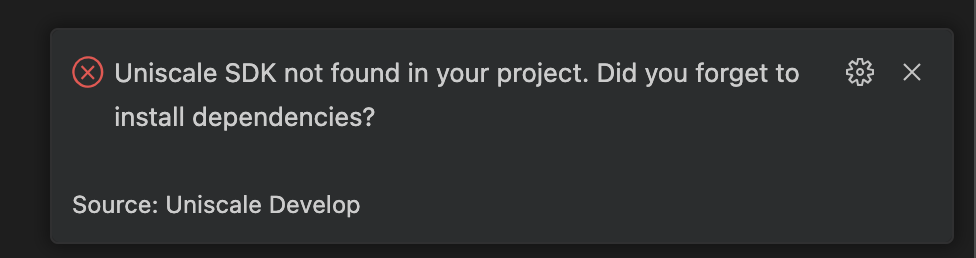 Uniscale SDK not found in your project. Did you forget to
install dependencies?
Source: Uniscale Develop